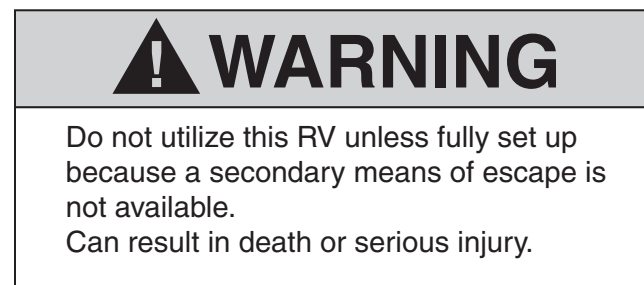 WARNING
Do not utilize this RV unless fully set up
because a secondary means of escape is
not available.
Can result in death or serious injury.